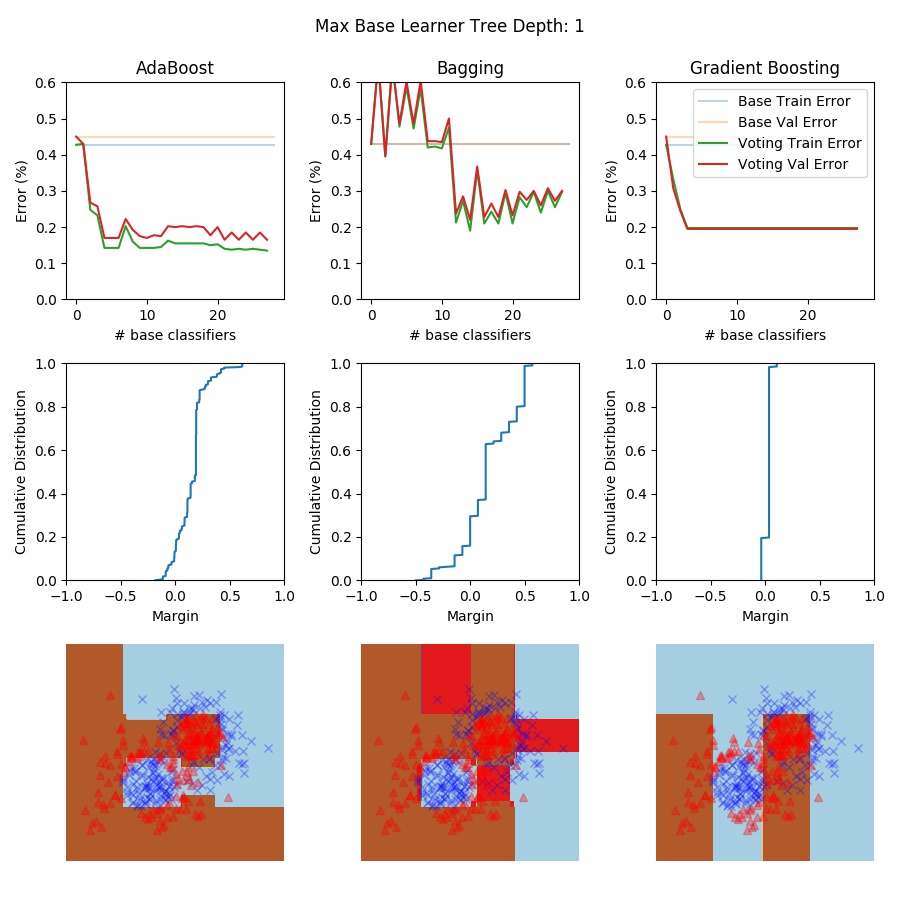 Max Base Learner Tree Depth: 1
AdaBoost
Bagging
Gradient Boosting
0.6
0.5
0.4
0.3
0.2
0.1
0.0
Error (%)
0 10 20
# base classifiers
0.6
0.5
0.4
0.3
0.2
0.1
0.0
Error (%)
0 10 20
# base classifiers
0.6
0.5
0.4
0.3
0.2
0.1
0.0
Error (%)
Base Train Error
Base Val Error
Voting Train Error
Voting Val Error
0 10 20
# base classifiers
1.0
0.8
0.6
0.4
0.2
0.0
Cumulative Distribution
−1.0 −0.5 0.0 0.5 1.0
Margin
1.0
0.8
0.6
0.4
0.2
0.0
Cumulative Distribution
−1.0 −0.5 0.0 0.5 1.0
Margin
1.0
0.8
0.6
0.4
0.2
0.0
Cumulative Distribution
−1.0 −0.5 0.0 0.5 1.0
Margin